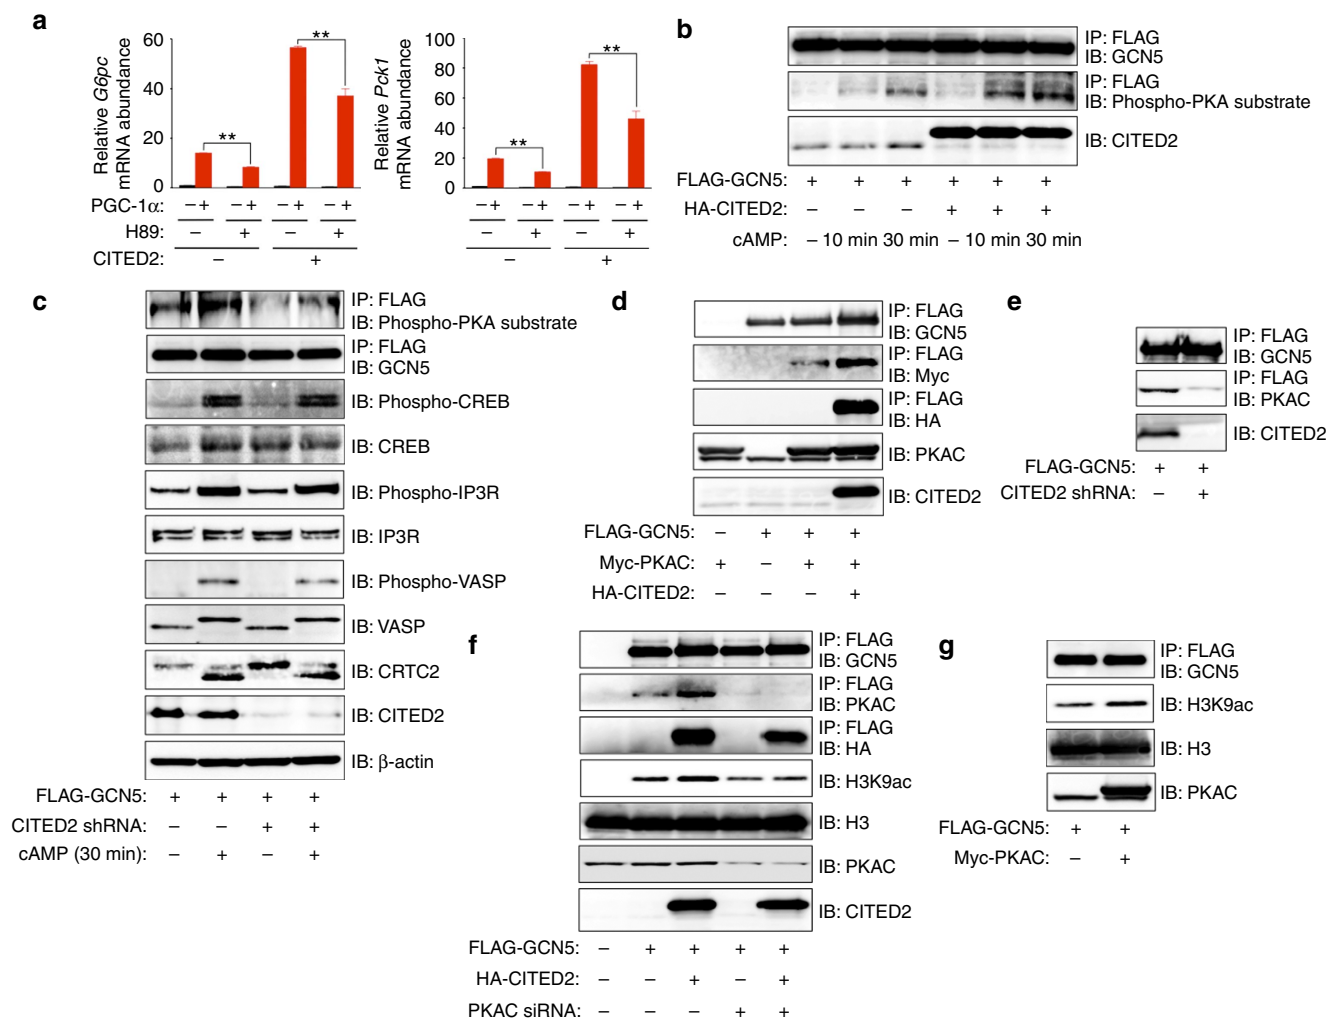 a
Relative G6pc
mRNA abundance
60
40
20
0
**
**
Relative Pck1
mRNA abundance
100
80
60
40
20
0
**
**
PGC-1α: – + – + – + – + – + – + – + – +
H89: – + – + – + – +
CITED2: – + – +
b
IP: FLAG
IB: GCN5
IP: FLAG
IB: Phospho-PKA substrate
IB: CITED2
FLAG-GCN5: + + + + + +
HA-CITED2: – – – + + +
cAMP: – 10 min 30 min – 10 min 30 min
c
IP: FLAG
IB: Phospho-PKA substrate
IP: FLAG
IB: GCN5
IB: Phospho-CREB
IB: CREB
IB: Phospho-IP3R
IB: IP3R
IB: Phospho-VASP
IB: VASP
IB: CRTC2
IB: CITED2
IB: β-actin
FLAG-GCN5: + + + +
CITED2 shRNA: – – + +
cAMP (30 min): – + – +
d
IP: FLAG
IB: GCN5
IP: FLAG
IB: Myc
IP: FLAG
IB: HA
IB: PKAC
IB: CITED2
FLAG-GCN5: – + + +
Myc-PKAC: + – + +
HA-CITED2: – – – +
e
IP: FLAG
IB: GCN5
IP: FLAG
IB: PKAC
IB: CITED2
FLAG-GCN5: + +
CITED2 shRNA: – +
f
IP: FLAG
IB: GCN5
IP: FLAG
IB: PKAC
IP: FLAG
IB: HA
IB: H3K9ac
IB: H3
IB: PKAC
IB: CITED2
FLAG-GCN5: – + + + +
HA-CITED2: – – + – +
PKAC siRNA: – – – + +
g
IP: FLAG
IB: GCN5
IB: H3K9ac
IB: H3
IB: PKAC
FLAG-GCN5: + +
Myc-PKAC: – +